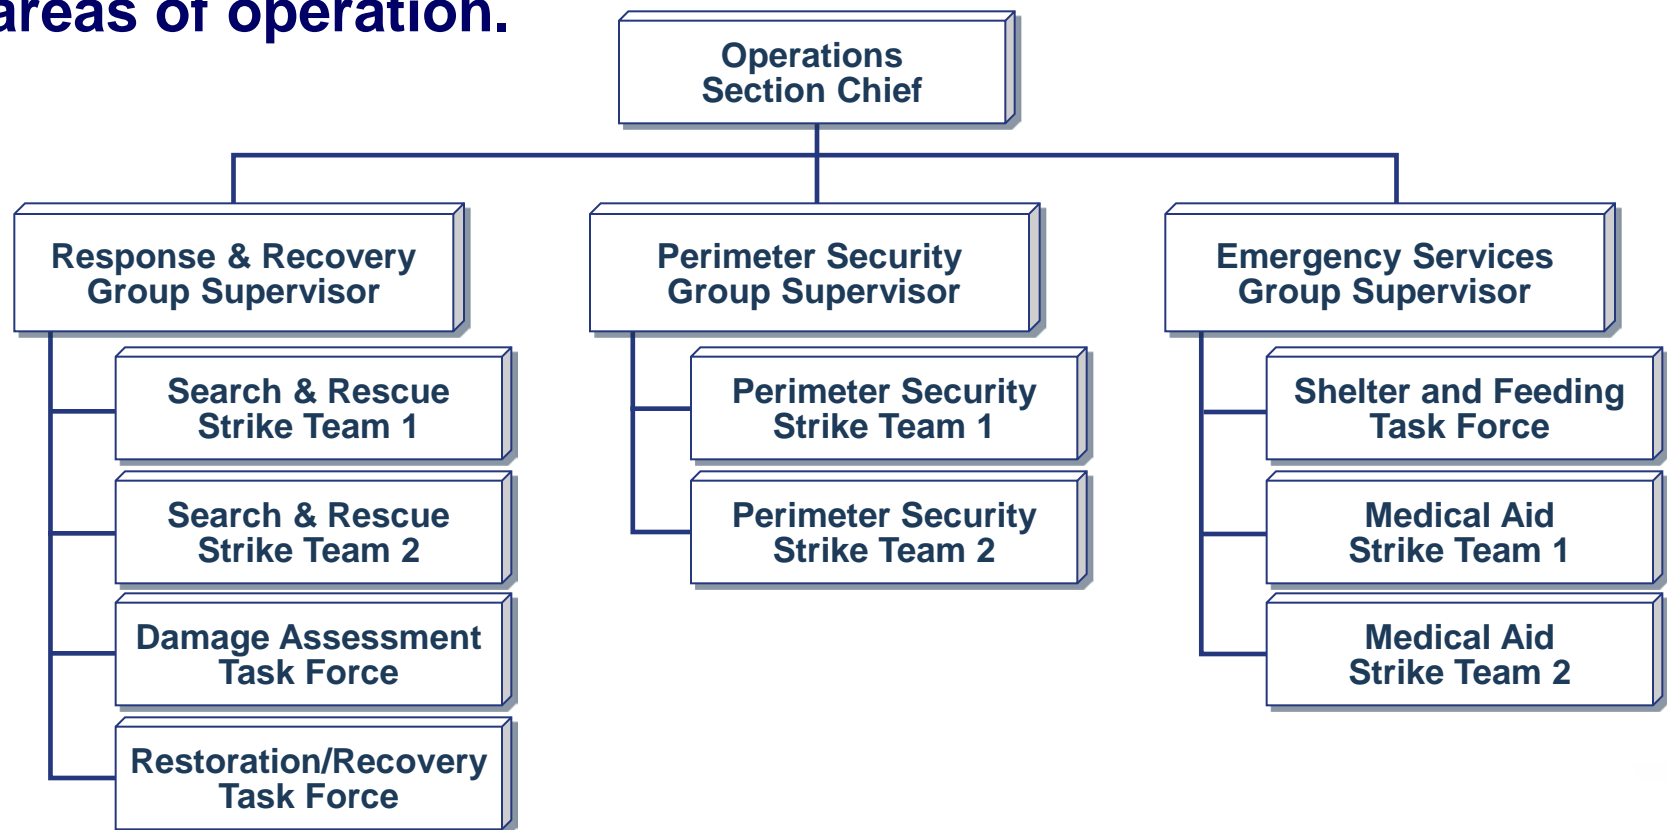 areas of operation.
Operations
Section Chief
Response & Recovery
Group Supervisor
Perimeter Security
Group Supervisor
Emergency Services
Group Supervisor
Search & Rescue
Strike Team 1
Search & Rescue
Strike Team 2
Damage Assessment
Task Force
Restoration/Recovery
Task Force
Perimeter Security
Strike Team 1
Perimeter Security
Strike Team 2
Shelter and Feeding
Task Force
Medical Aid
Strike Team 1
Medical Aid
Strike Team 2